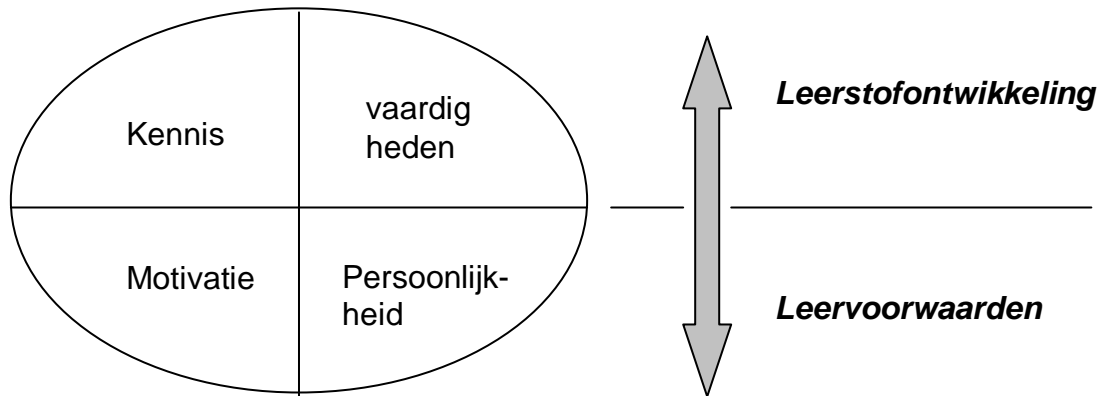 Kennis
vaardig
heden
Leerstofontwikkeling
Motivatie
Persoonlijk-
heid
Leervoorwaarden